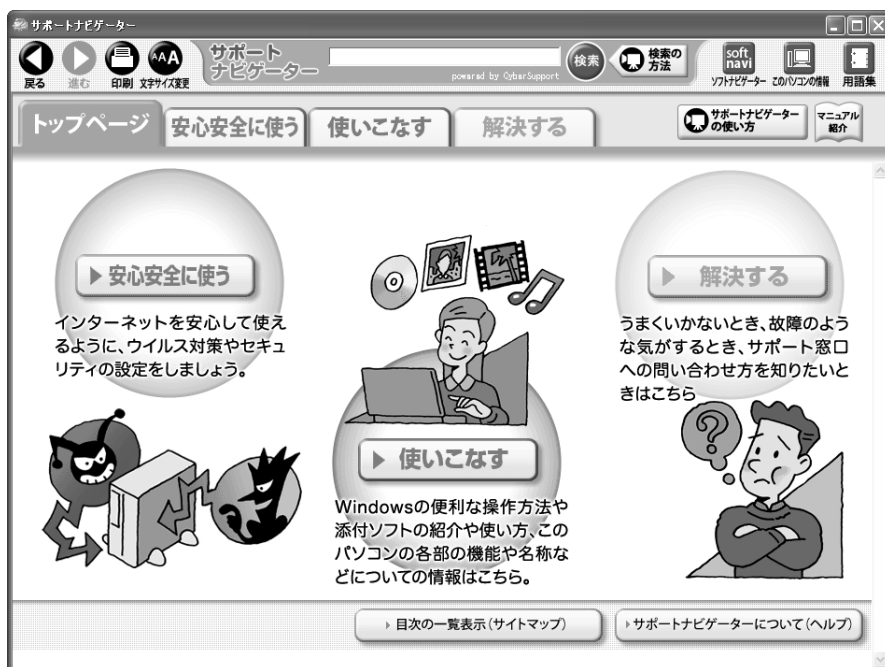 サポートナビゲーター
戻る
進む
印刷
文字サイズ変更
AAA
サポート
ナビゲーター
powered by CyberSupport
検索
検索の
方法
soft
navi
ソフトナビゲーター
このパソコンの情報
用語集
トップページ
安心安全に使う
使いこなす
解決する
サポートナビゲーター
の使い方
マニュアル
紹介
安心安全に使う
インターネットを安心して使え
るように、ウイルス対策やセキュ
リティの設定をしましょう。
使いこなす
Windowsの便利な操作方法や
添付ソフトの紹介や使い方、この
パソコンの各部の機能や名称な
どについての情報はこちら。
解決する
うまくいかないとき、故障のよう
な気がするとき、サポート窓口
への問い合わせ方を知りたいと
きはこちら
?
目次の一覧表示(サイトマップ)
サポートナビゲーターについて(ヘルプ)